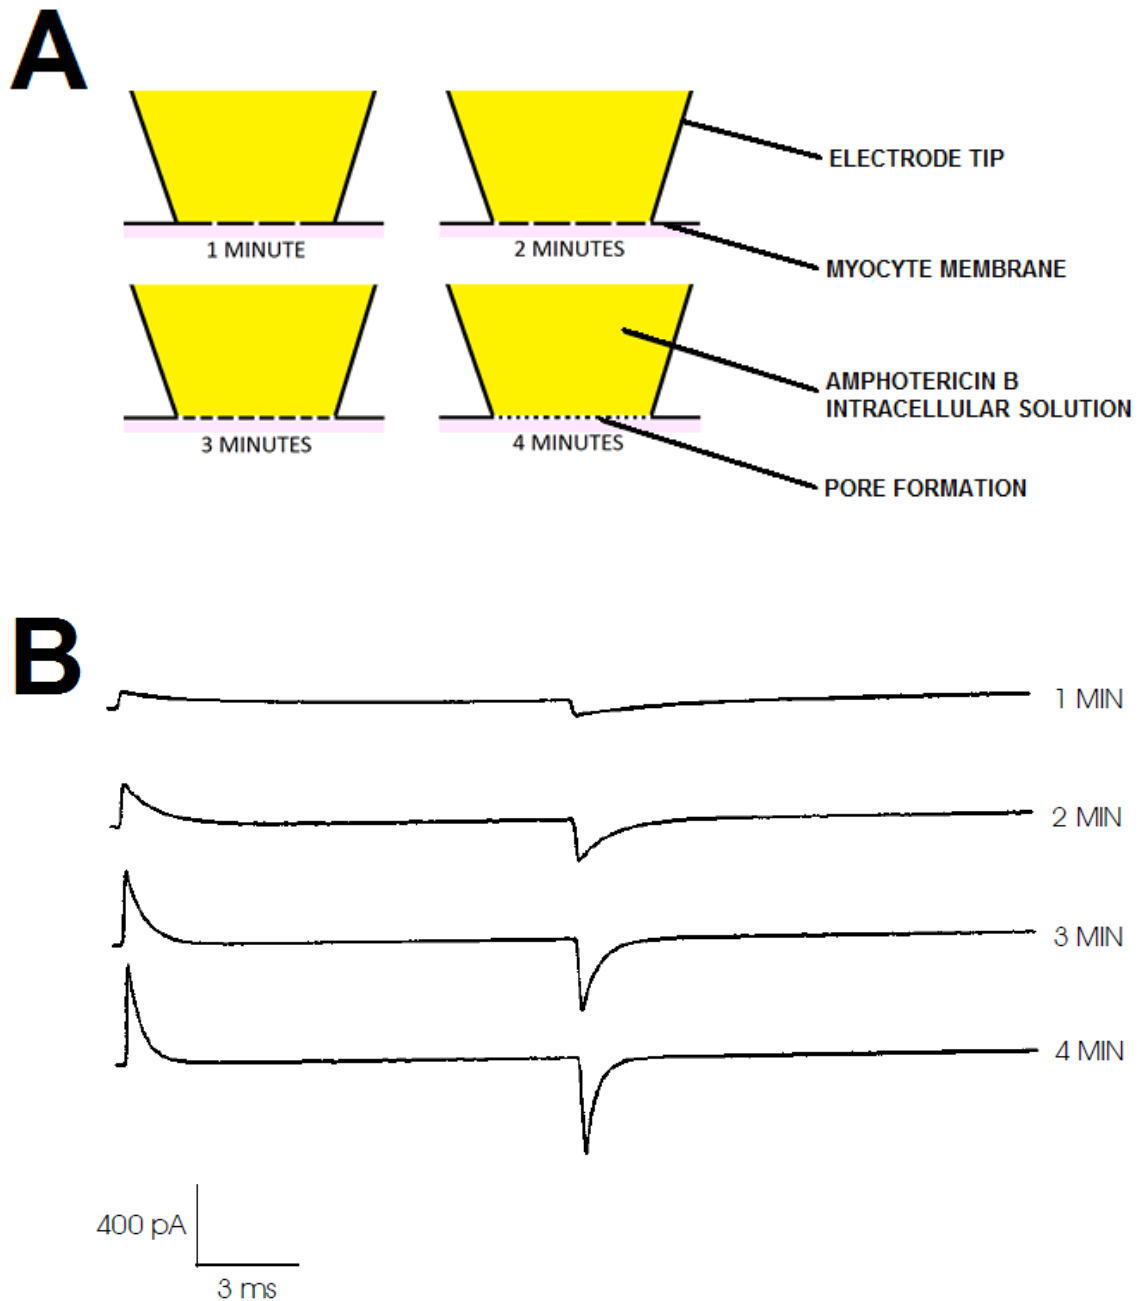 A
1 MINUTE
2 MINUTES
ELECTRODE TIP
MYOCYTE MEMBRANE
3 MINUTES
4 MINUTES
AMPHOTERICIN B
INTRACELLULAR SOLUTION
PORE FORMATION
B
1 MIN
2 MIN
3 MIN
4 MIN
400 pA
3 ms